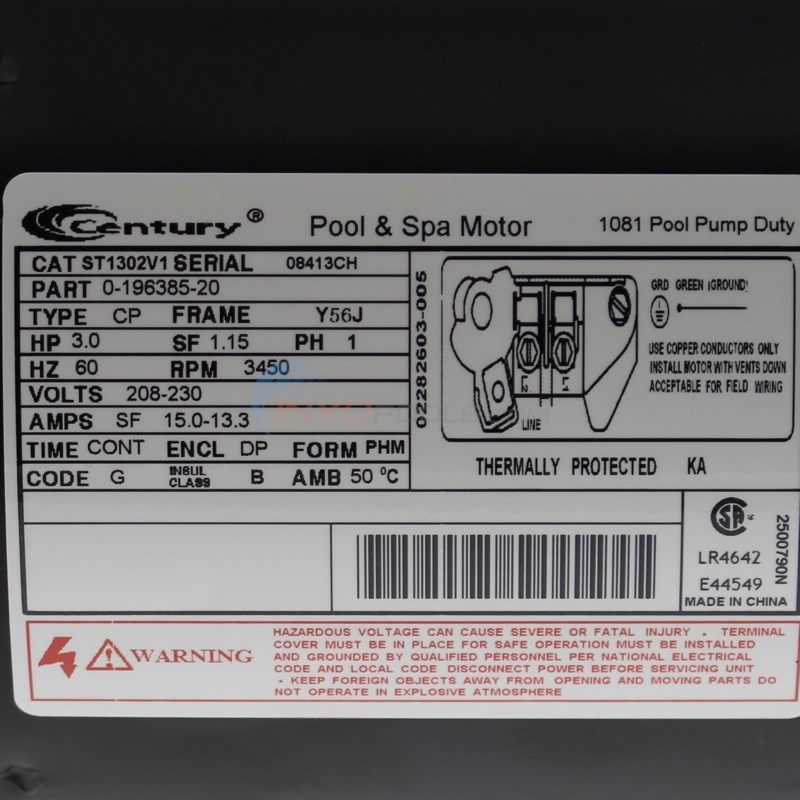 Century® Pool & Spa Motor 1081 Pool Pump Duty
CAT ST1302V1 SERIAL 08413CH
PART 0-196385-20
TYPE CP FRAME Y56J
HP 3.0 SF 1.15 PH 1
HZ 60 RPM 3450
VOLTS 208-230
AMPS SF 15.0-13.3
TIME CONT ENCL DP FORM PHM
CODE G INSUL CLASS B AMB 50 °C
02282603-005
GRD GREEN (GROUND)
USE COPPER CONDUCTORS ONLY
INSTALL MOTOR WITH VENTS DOWN
ACCEPTABLE FOR FIELD WIRING
L2 L1
LINE
THERMALLY PROTECTED KA
SA
LR4642
E44549
MADE IN CHINA
2500790N
WARNING
HAZARDOUS VOLTAGE CAN CAUSE SEVERE OR FATAL INJURY - TERMINAL
COVER MUST BE IN PLACE FOR SAFE OPERATION MUST BE INSTALLED
AND GROUNDED BY QUALIFIED PERSONNEL PER NATIONAL ELECTRICAL
CODE AND LOCAL CODE DISCONNECT POWER BEFORE SERVICING UNIT
- KEEP FOREIGN OBJECTS AWAY FROM OPENING AND MOVING PARTS DO
NOT OPERATE IN EXPLOSIVE ATMOSPHERE
INYOPOOLS.COM